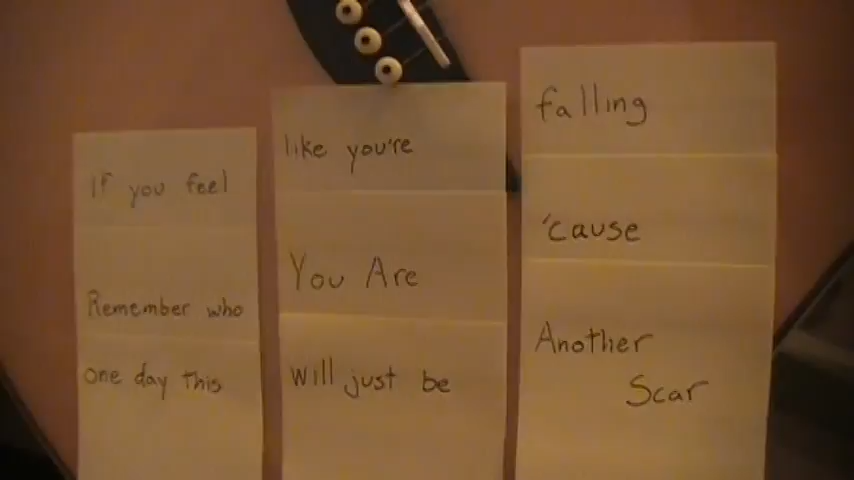 If you feel like you're falling
Remember who You Are 'cause
One day this will just be Another
Scar